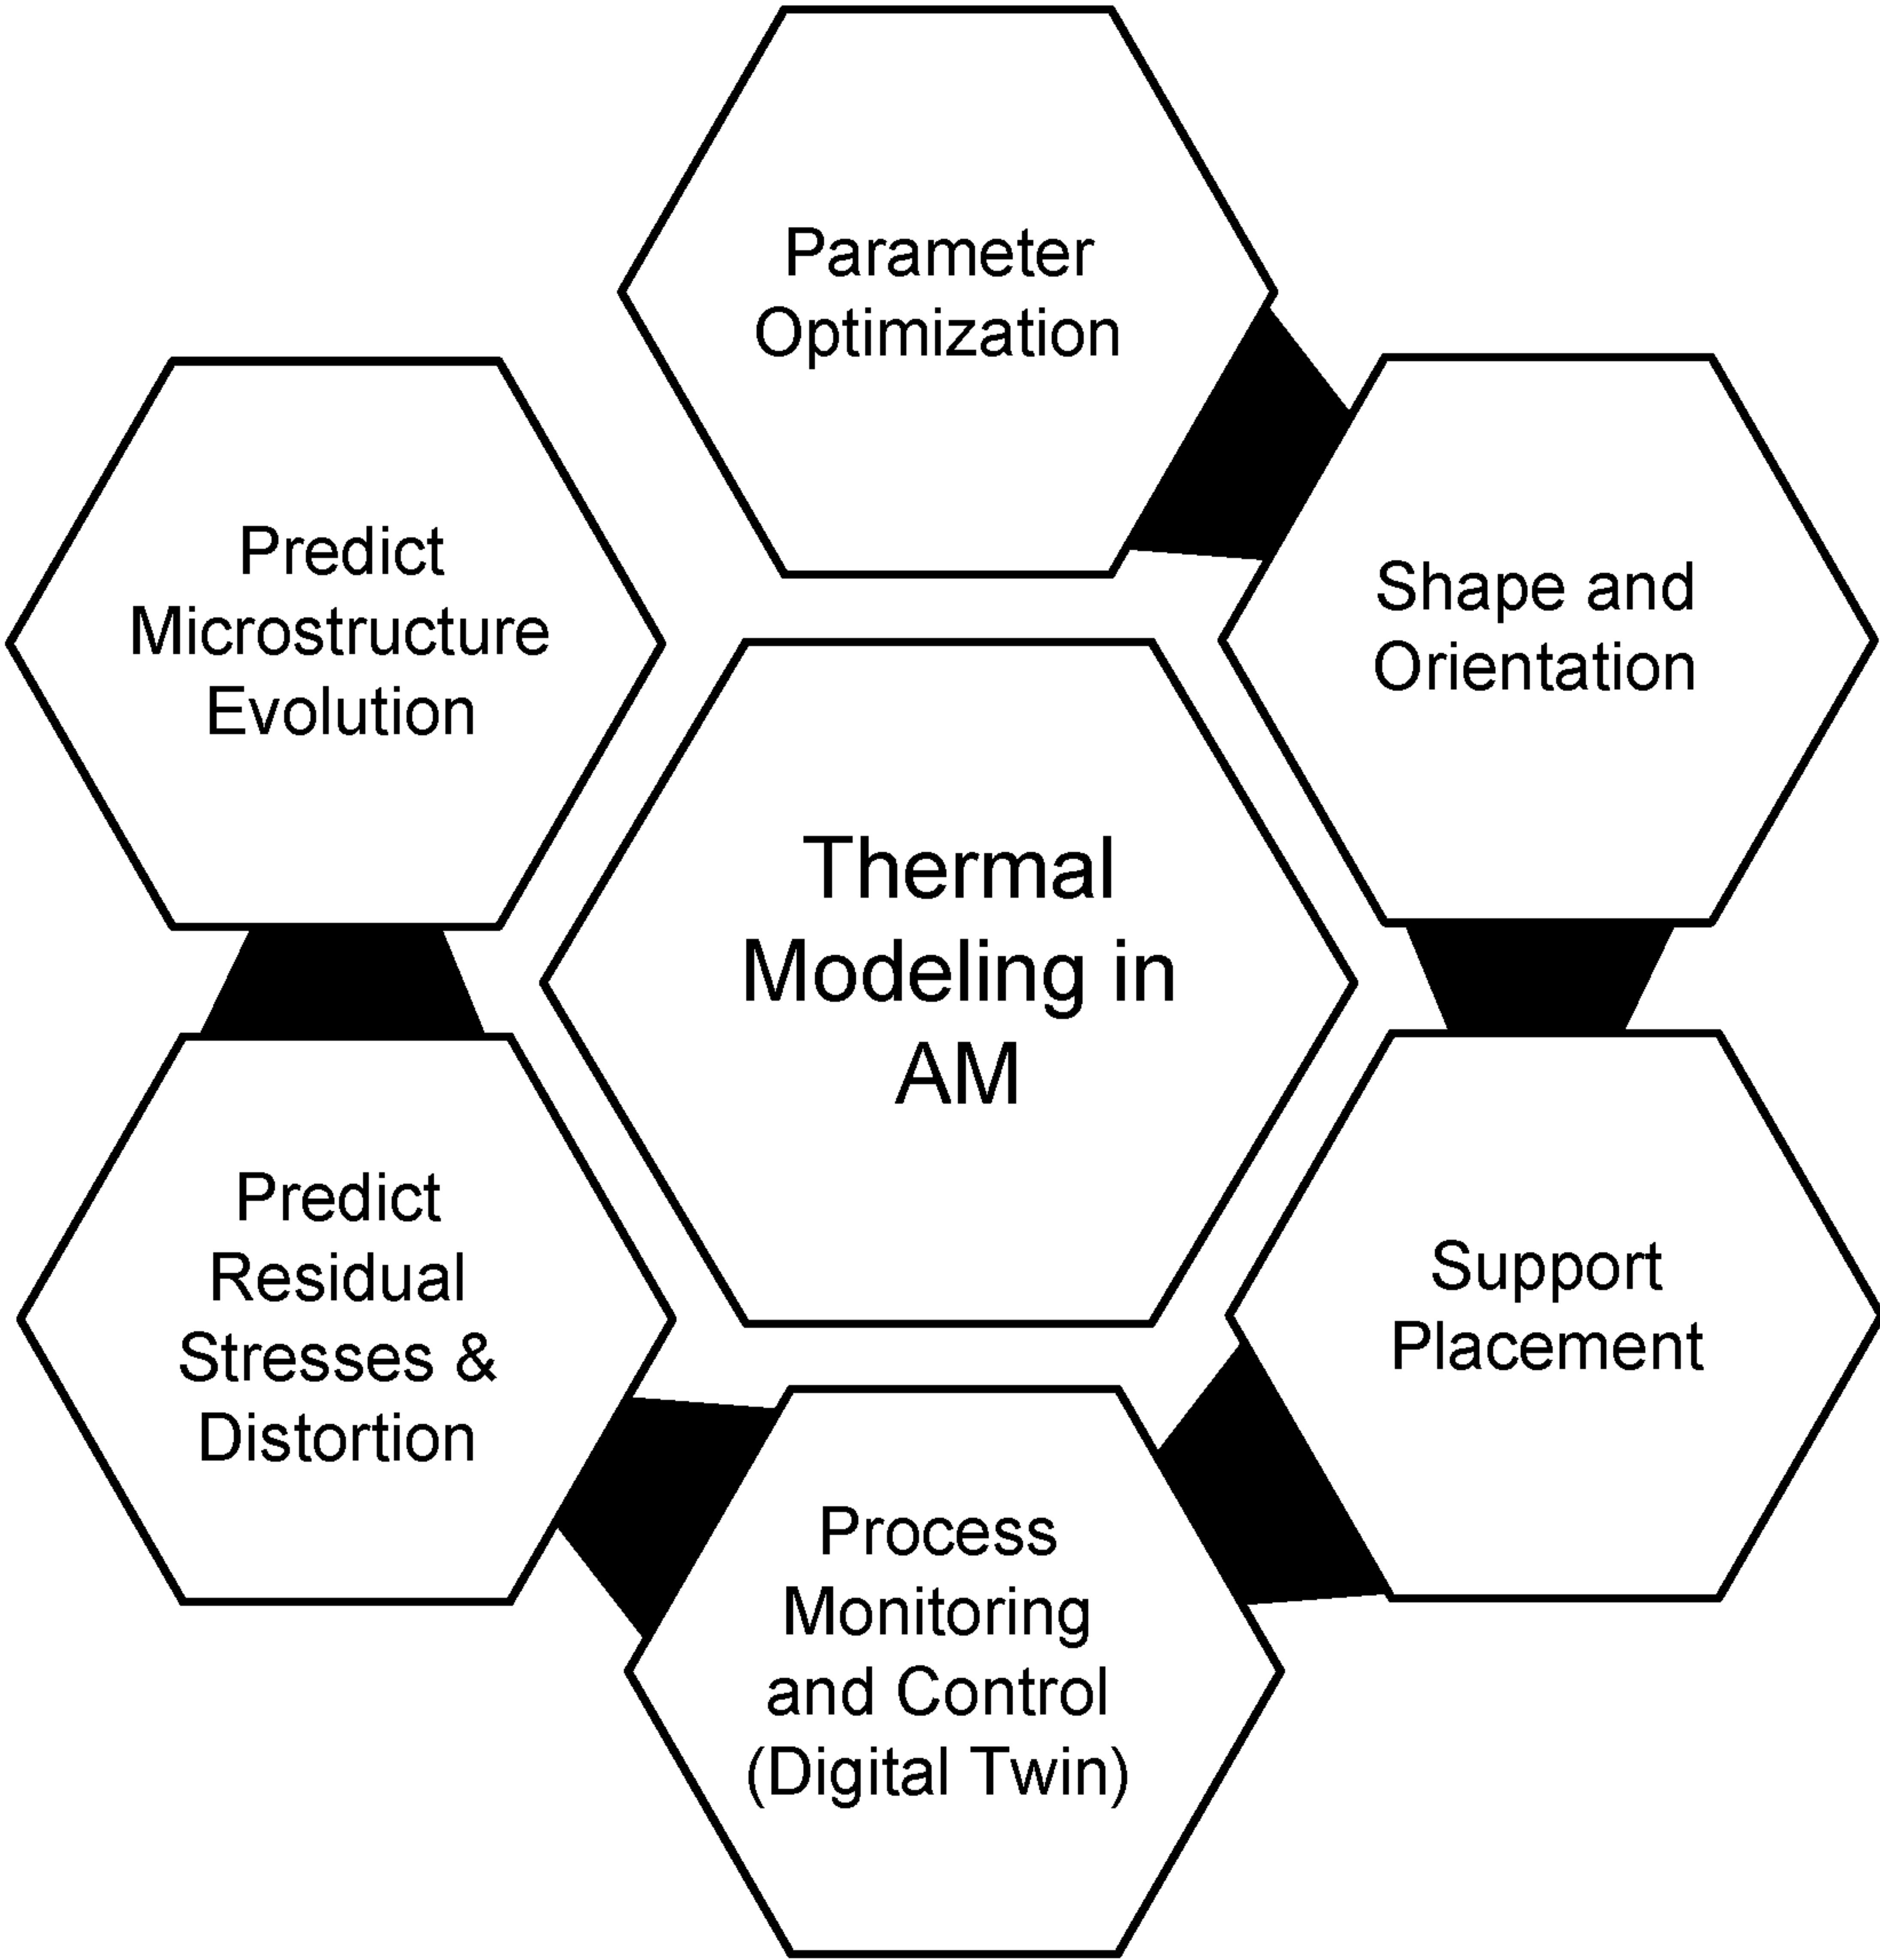 Parameter
Optimization
Predict
Microstructure
Evolution
Shape and
Orientation
Thermal
Modeling in
AM
Predict
Residual
Stresses &
Distortion
Support
Placement
Process
Monitoring
and Control
(Digital Twin)